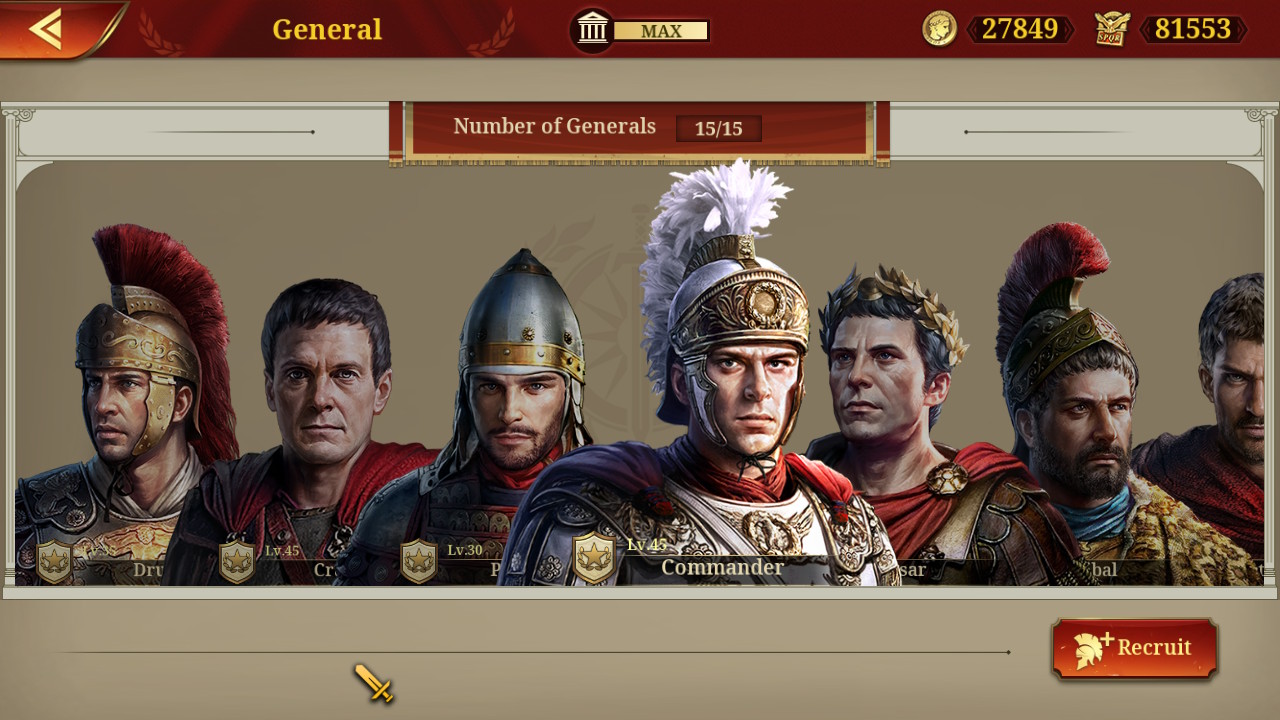 General
MAX
27849
SPQR
81553
Number of Generals
15/15
Lv.45
Lv.30
Lv.45
Commander
Recruit